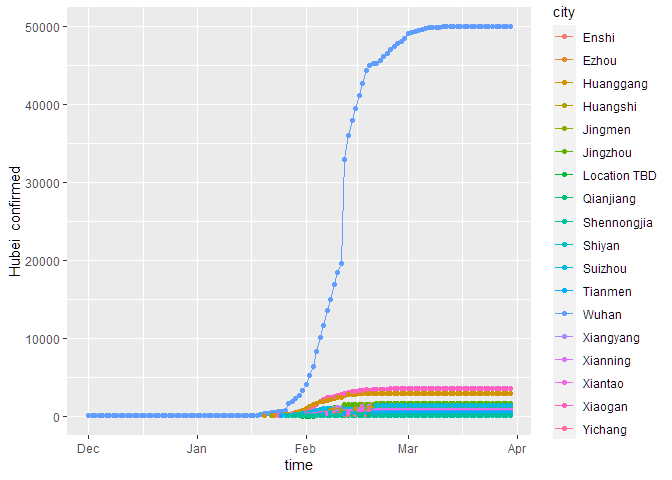 city
Enshi
Ezhou
Huanggang
Huangshi
Jingmen
Jingzhou
Location TBD
Qianjiang
Shennongjia
Shiyan
Suizhou
Tianmen
Wuhan
Xiangyang
Xianning
Xiantao
Xiaogan
Yichang
50000
40000
30000
20000
10000
0
Hubei confirmed
Dec Jan Feb Mar Apr
time